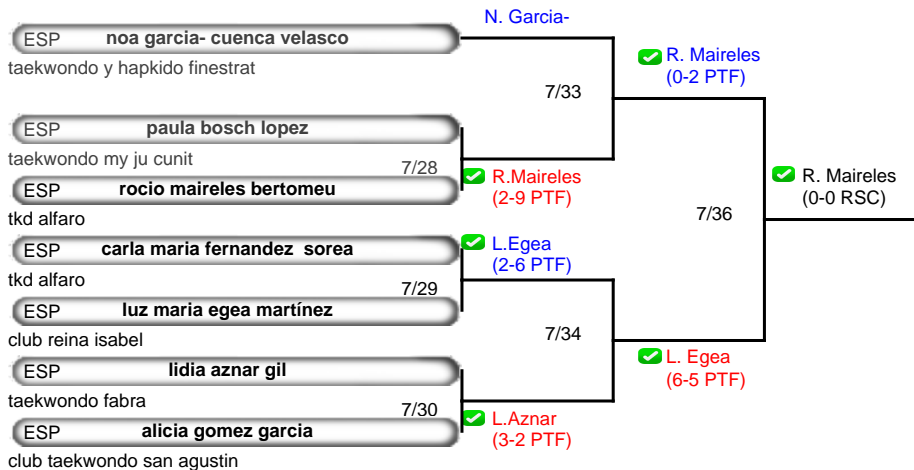 N. Garcia-
ESP noa garcia- cuenca velasco
taekwondo y hapkido finestrat
R. Maireles
(0-2 PTF)
7/33
ESP paula bosch lopez
taekwondo my ju cunit
7/28
ESP rocio maireles bertomeu
tkd alfaro
R.Maireles
(2-9 PTF)
R. Maireles
(0-0 RSC)
7/36
ESP carla maria fernandez  sorea
tkd alfaro
L.Egea
(2-6 PTF)
7/29
ESP luz maria egea martínez
club reina isabel
7/34
ESP lidia aznar gil
taekwondo fabra
L. Egea
(6-5 PTF)
7/30
ESP alicia gomez garcia
club taekwondo san agustin
L.Aznar
(3-2 PTF)